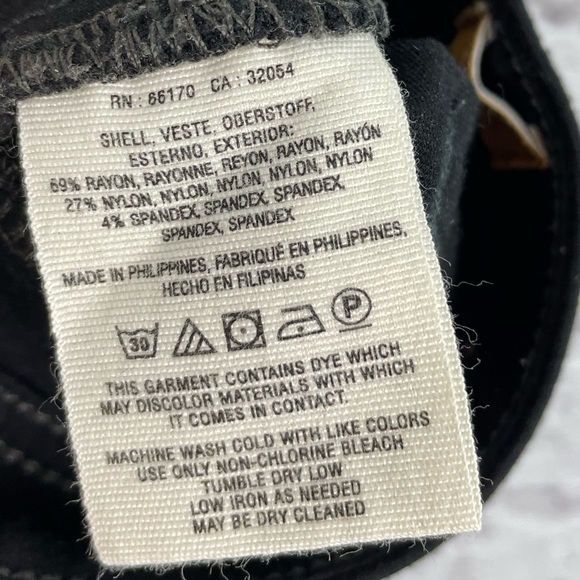 RN : 66170 CA : 32054
SHELL, VESTE, OBERSTOFF,
ESTERNO, EXTERIOR:
69% RAYON, RAYONNE, REYON, RAYON, RAYÓN
27% NYLON, NYLON, NYLON, NYLON, NYLON
4% SPANDEX, SPANDEX, SPANDEX,
SPANDEX, SPANDEX
MADE IN PHILIPPINES, FABRIQUÉ EN PHILIPPINES,
HECHO EN FILIPINAS
30 P
THIS GARMENT CONTAINS DYE WHICH
MAY DISCOLOR MATERIALS WITH WHICH
IT COMES IN CONTACT.
MACHINE WASH COLD WITH LIKE COLORS
USE ONLY NON-CHLORINE BLEACH
TUMBLE DRY LOW
LOW IRON AS NEEDED
MAY BE DRY CLEANED